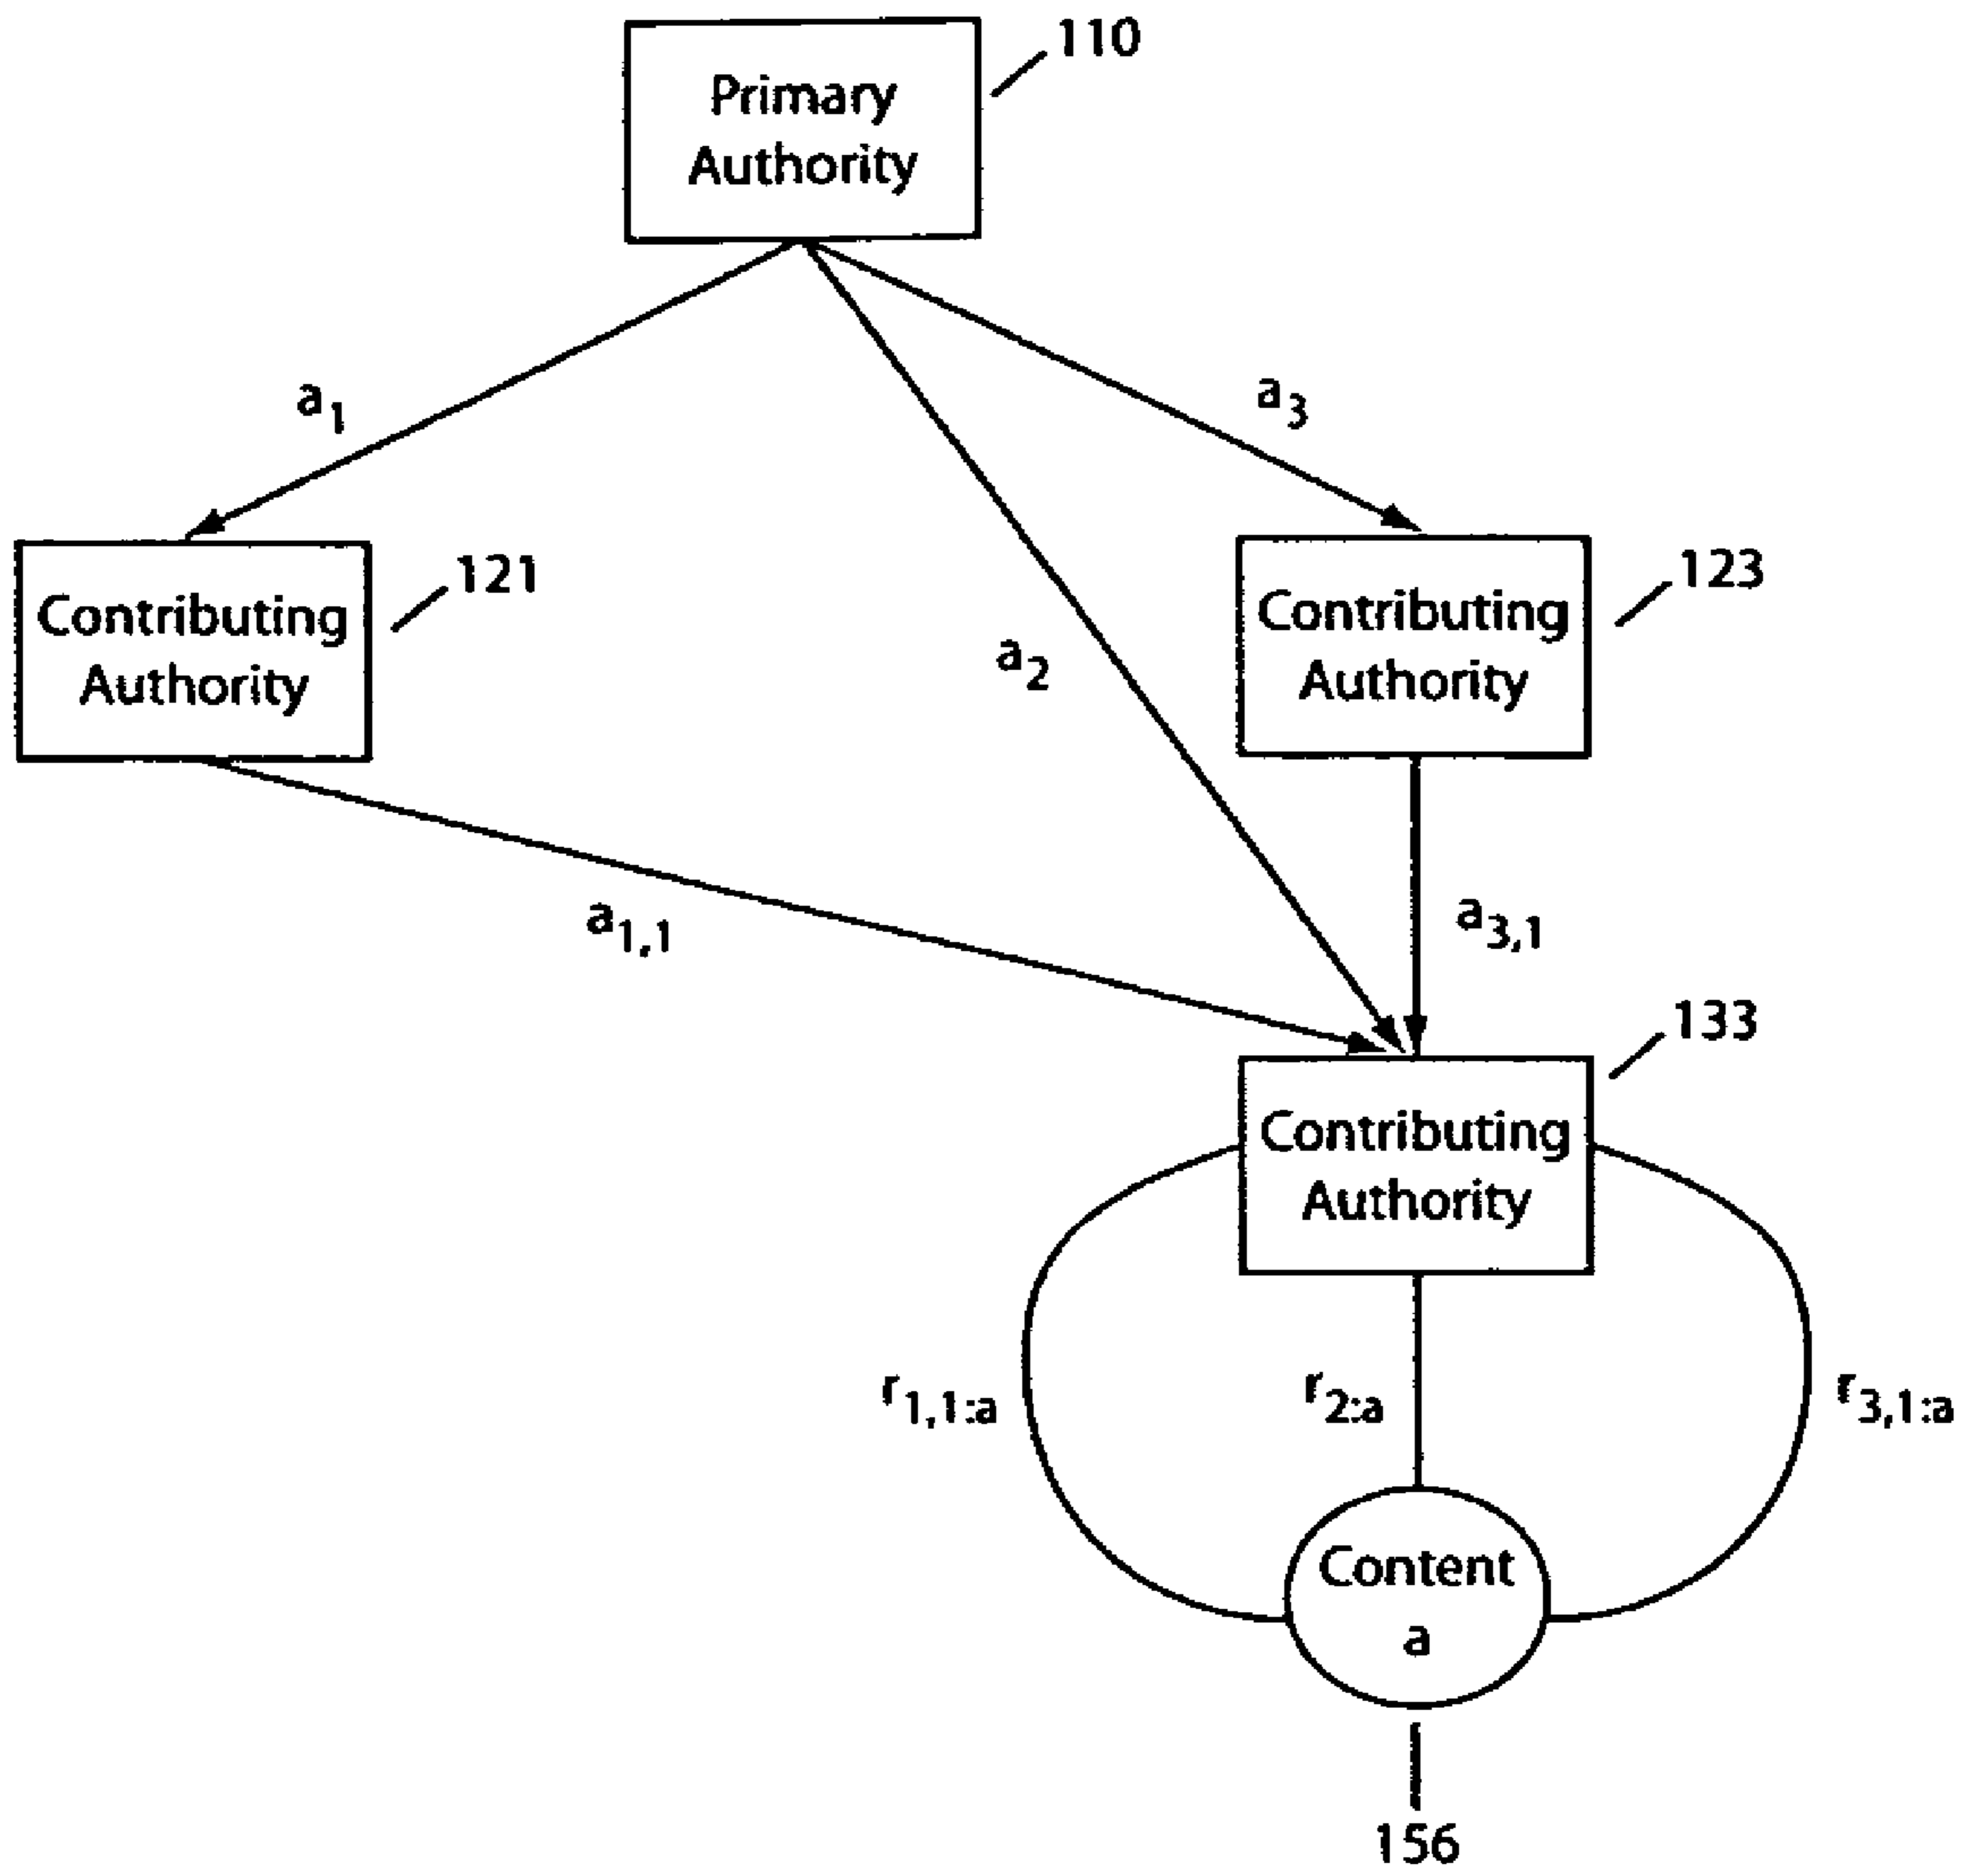 110
Primary
Authority
a1
a3
121
Contributing
Authority
123
Contributing
Authority
a2
a1,1
a3,1
133
Contributing
Authority
r1,1:a
r2:a
r3,1:a
Content
a
156